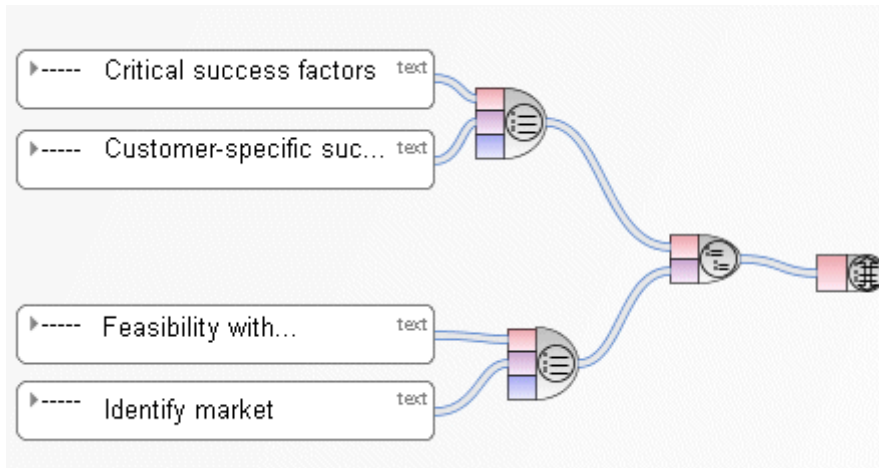 ----- Critical success factors text
----- Customer-specific suc... text
----- Feasibility with... text
----- Identify market text